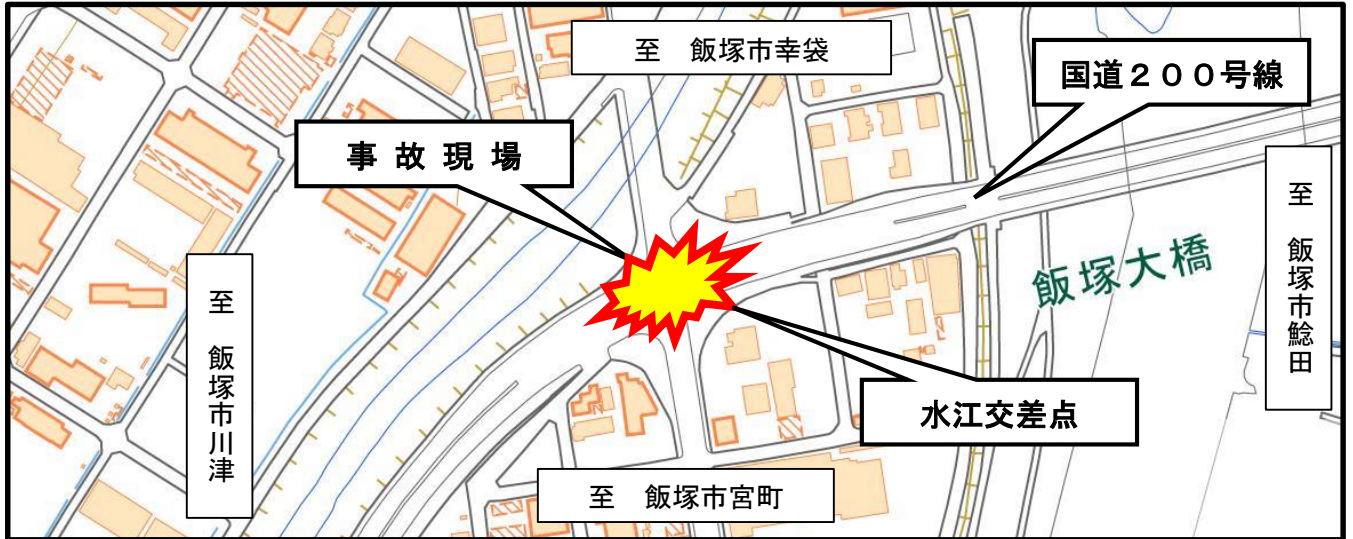 至　飯塚市幸袋
国道２００号線
事 故 現 場
至　飯塚市鯰田
飯塚大橋
至　飯塚市川津
水江交差点
至　飯塚市宮町